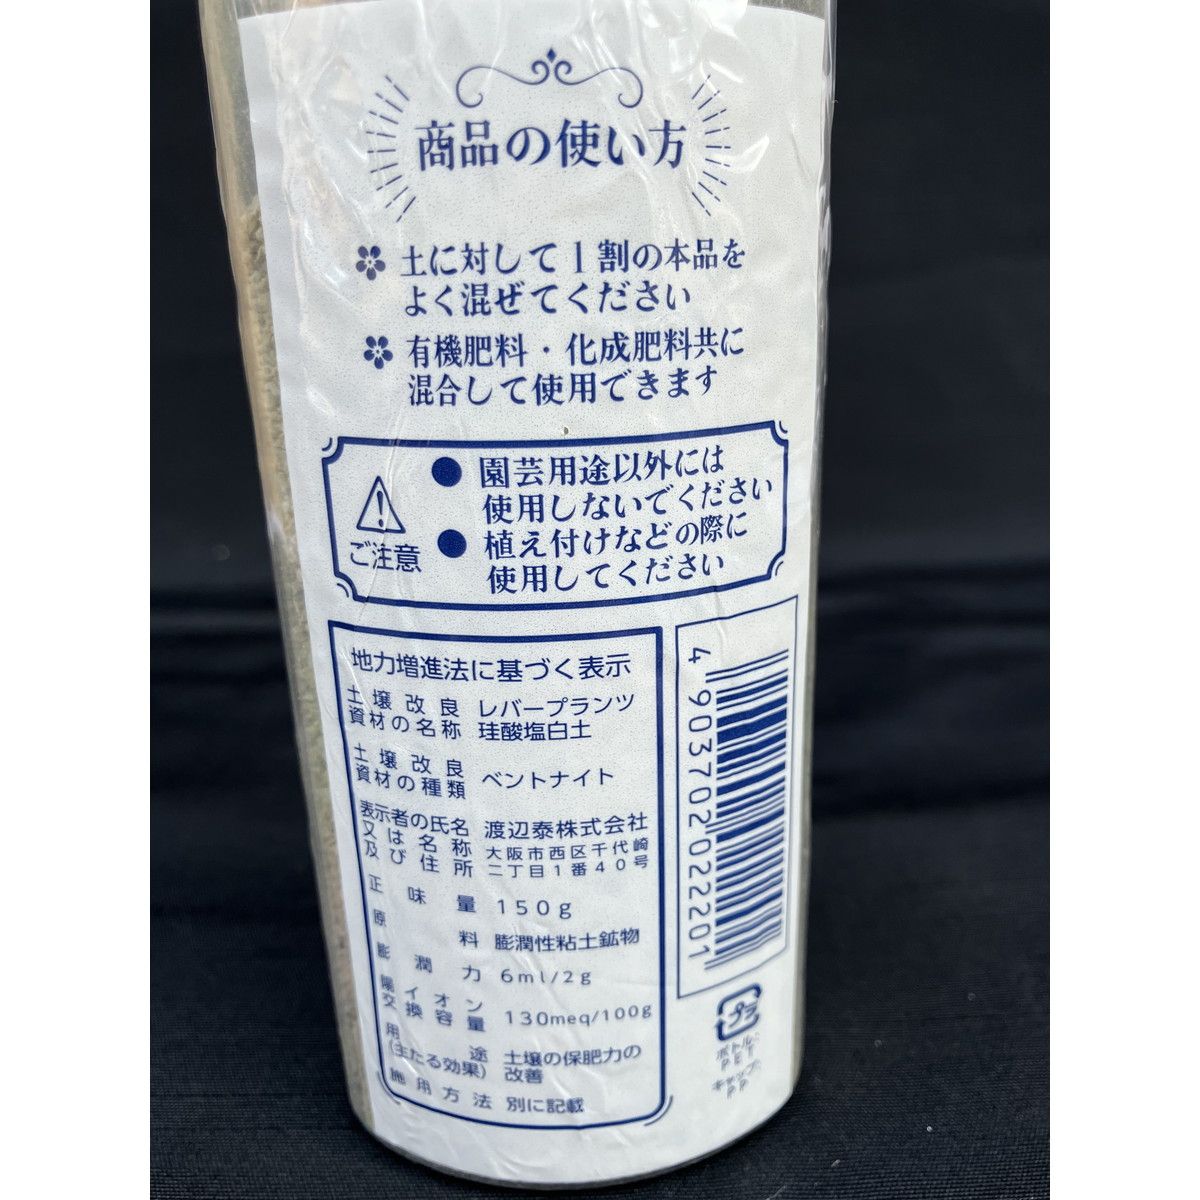 商品の使い方
土に対して1割の本品を
よく混ぜてください
有機肥料・化成肥料共に
混合して使用できます
ご注意
● 園芸用途以外には
使用しないでください
● 植え付けなどの際に
使用してください
地力増進法に基づく表示
土壌改良
資材の名称
レバープランツ
珪酸塩白土
土壌改良
資材の種類
ベントナイト
表示者の氏名
又は名称
及び住所
渡辺泰株式会社
大阪市西区千代崎
二丁目1番40号
正味量 150g
原料 膨潤性粘土鉱物
膨潤力 6ml/2g
陽イオン
交換容量
130meq/100g
用途
(主たる効果)
土壌の保肥力の
改善
施用方法 別に記載
4903702022201
プラ
ボトル:
PET
キャップ:
PP